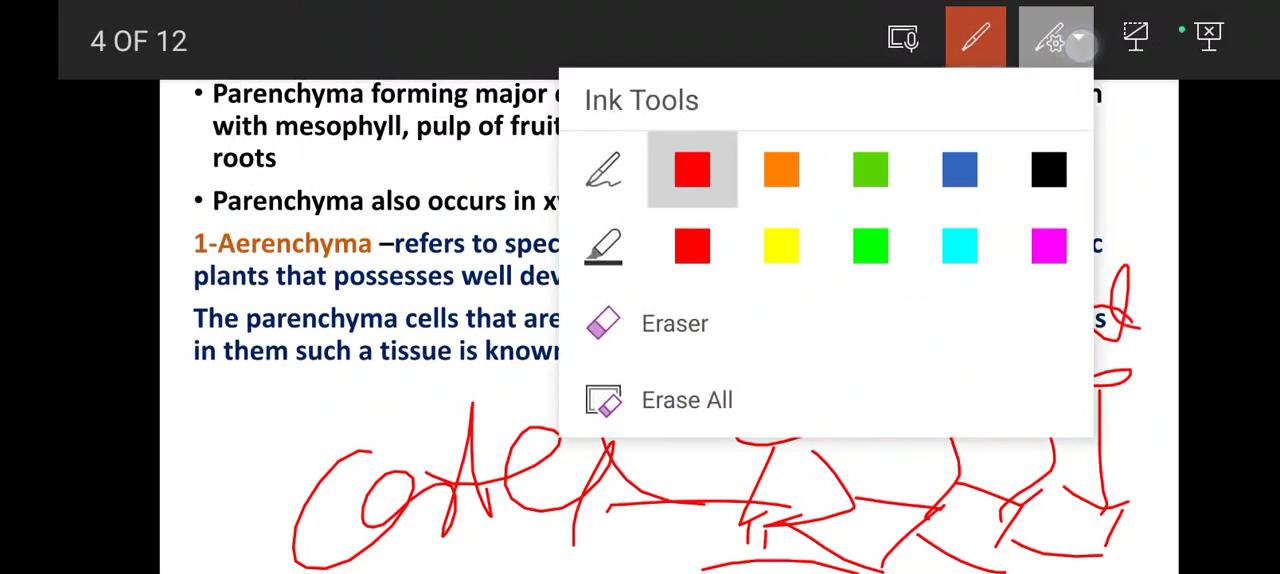 4 OF 12
• Parenchyma forming major
Ink Tools
with mesophyll, pulp of fruit
roots
• Parenchyma also occurs in
1-Aerenchyma –refers to spec
plants that possesses well dev
The parenchyma cells that are
in them such a tissue is known
Eraser
Erase All